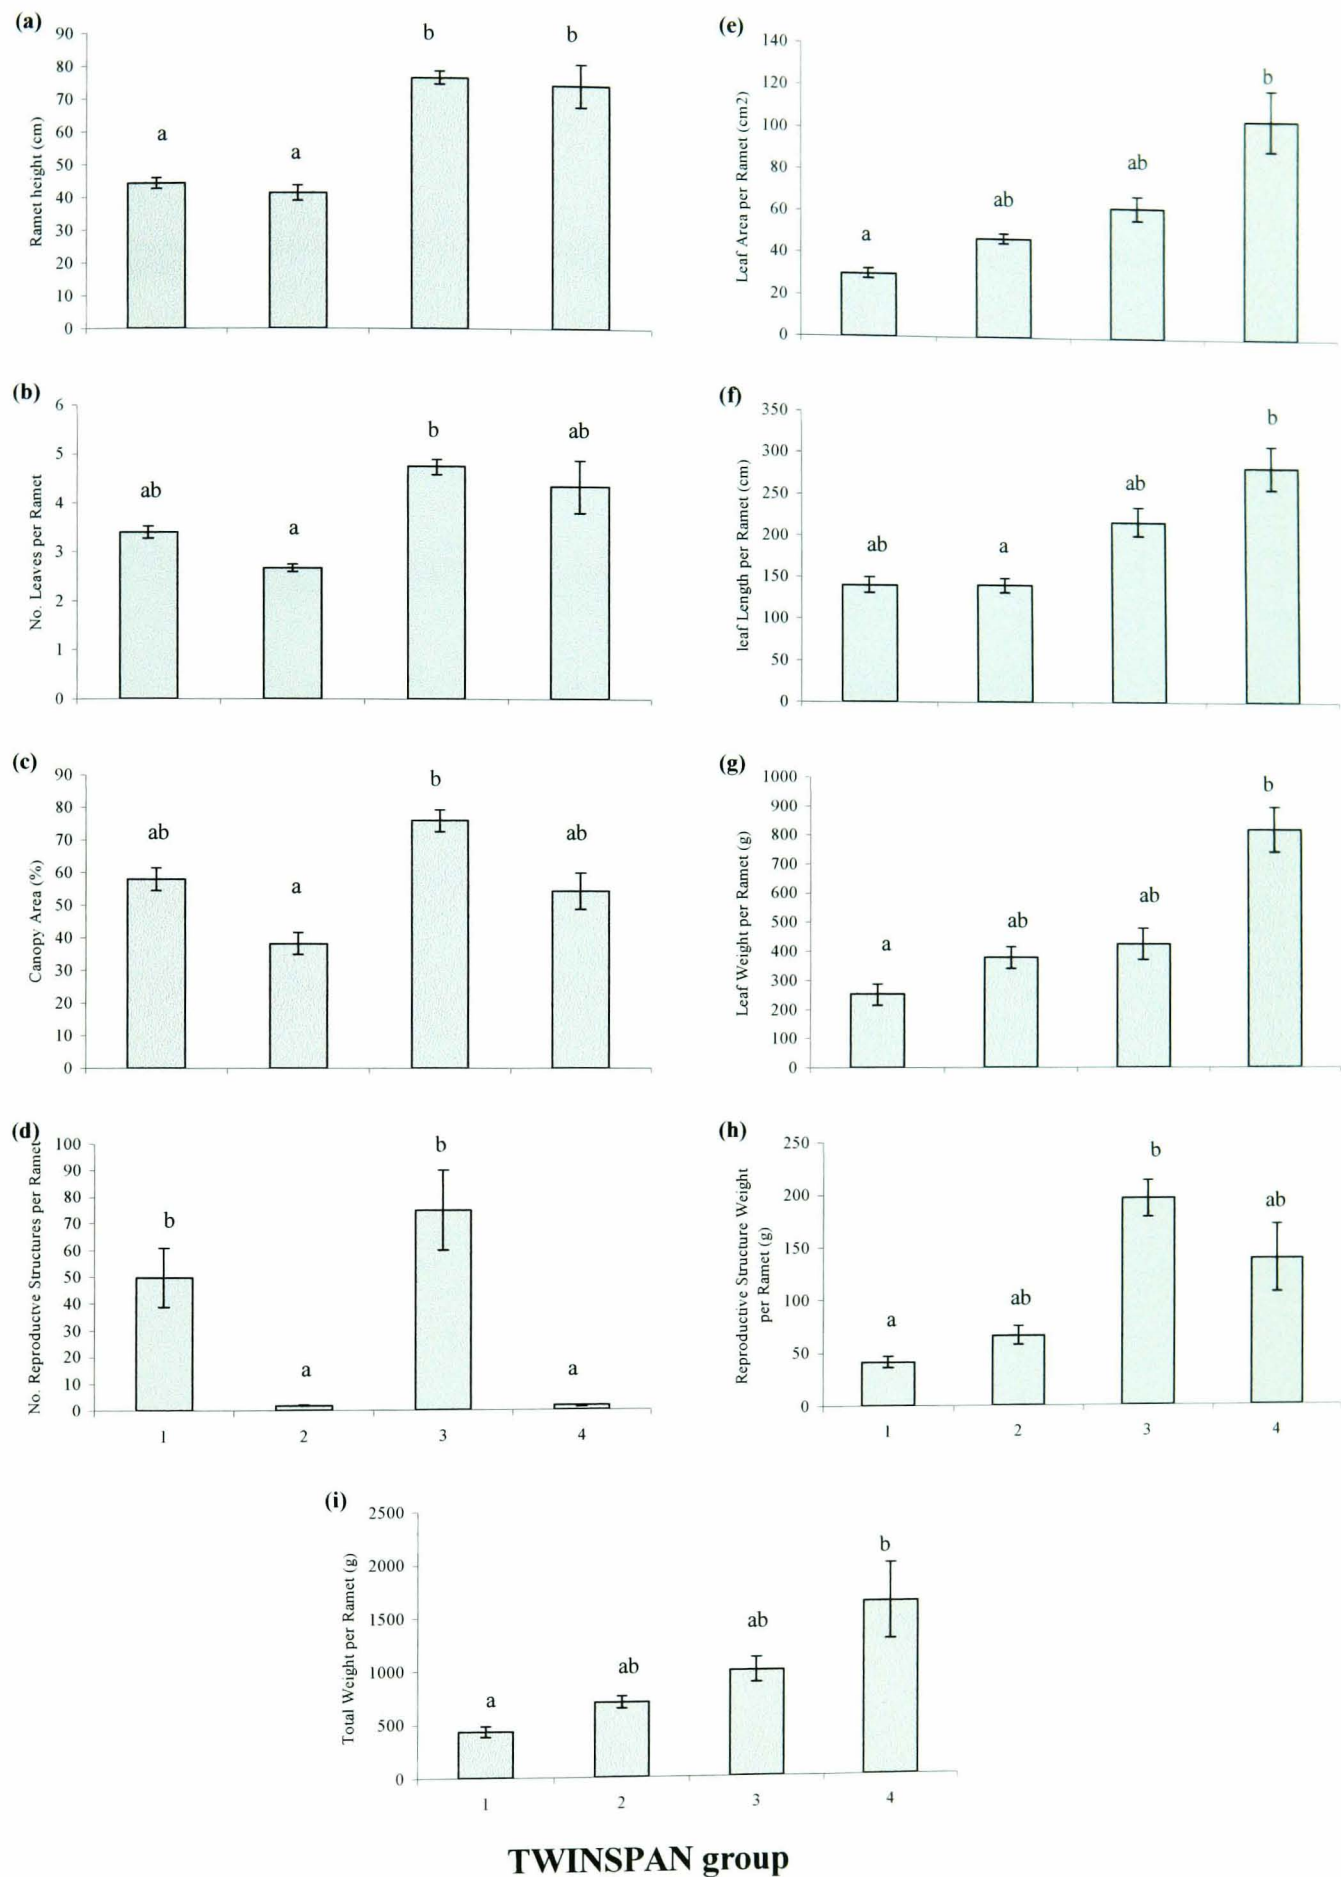 (a)
Ramet height (cm)
90
80
70
60
50
40
30
20
10
0
a
a
b
b
(b)
No. Leaves per Ramet
6
5
4
3
2
1
0
ab
a
b
ab
(c)
Canopy Area (%)
90
80
70
60
50
40
30
20
10
0
ab
a
b
ab
(d)
No. Reproductve Structures per Ramet
100
90
80
70
60
50
40
30
20
10
0
b
a
b
a
1
2
3
4
(e)
Leaf Area per Ramet (cm2)
140
120
100
80
60
40
20
0
a
ab
ab
b
(f)
leaf Length per Ramet (cm)
350
300
250
200
150
100
50
0
ab
a
ab
b
(g)
Leaf Weight per Ramet (g)
1000
900
800
700
600
500
400
300
200
100
0
a
ab
ab
b
(h)
Reproductive Structure Weight
per Ramet (g)
250
200
150
100
50
0
a
ab
b
ab
1
2
3
4
(i)
Total Weight per Ramet (g)
2500
2000
1500
1000
500
0
a
ab
ab
b
1
2
3
4
TWINSPAN group